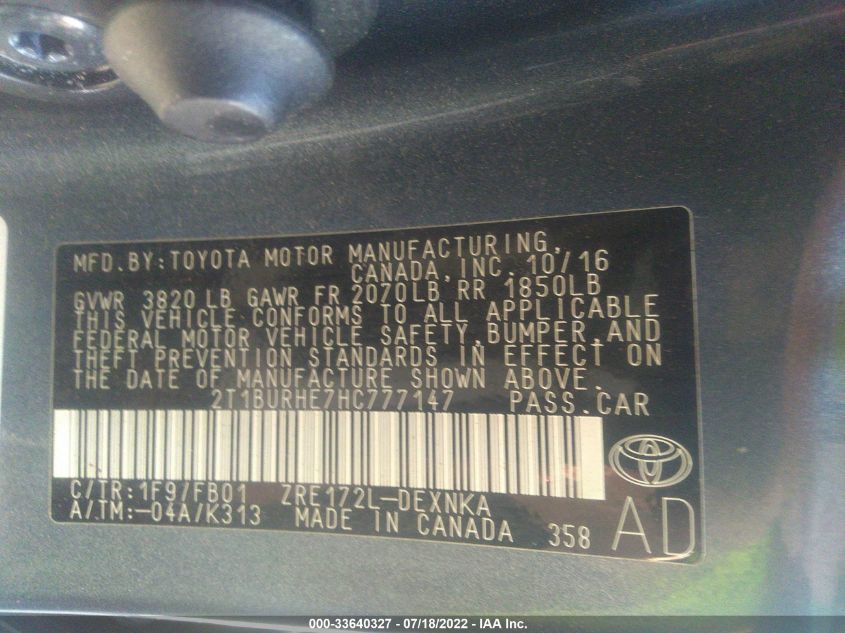 MFD.BY:TOYOTA MOTOR MANUFACTURING,
CANADA,INC. 10/16
GVWR 3820 LB GAWR FR 2070LB RR 1850LB
THIS VEHICLE CONFORMS TO ALL APPLICABLE
FEDERAL MOTOR VEHICLE SAFETY,BUMPER,AND
THEFT PREVENTION STANDARDS IN EFFECT ON
THE DATE OF MANUFACTURE SHOWN ABOVE.
2T1BURHE7HC777147 PASS.CAR
C/TR:1F97FB01 ZRE172L-DEXNKA
A/TM:-04A/K313 MADE IN CANADA 358 AD
000-33640327 - 07/18/2022 - IAA Inc.